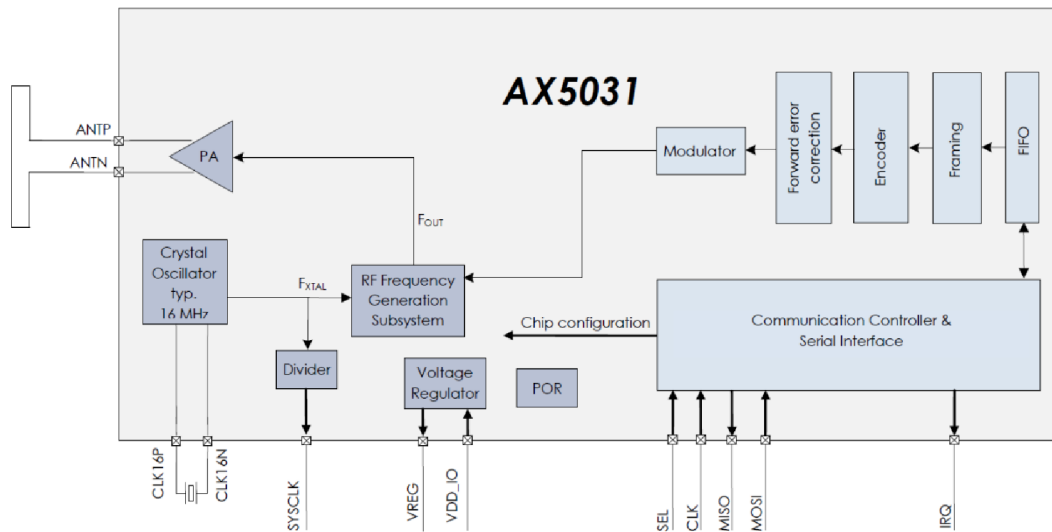 AX5031
ANTP
ANTN
PA
Modulator
Forward error
correction
Encoder
Framing
FIFO
FOUT
Crystal
Oscillator
typ.
16 MHz
FXTAL
RF Frequency
Generation
Subsystem
Communication Controller &
Serial Interface
Chip configuration
Divider
Voltage
Regulator
POR
CLK16P
CLK16N
SYSCLK
VREG
VDD_IO
SEL
CLK
MISO
MOSI
IRQ